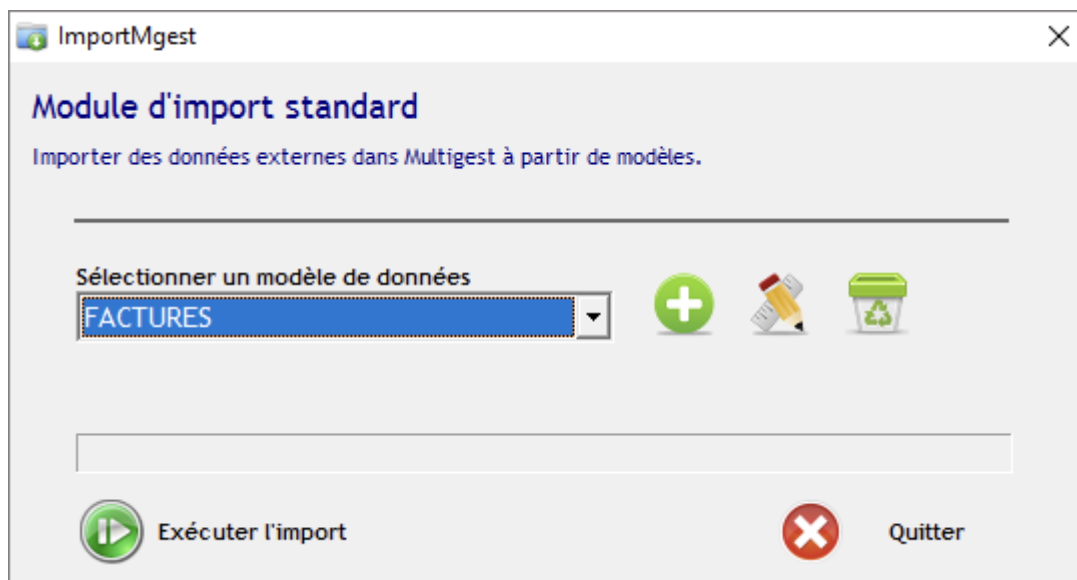 ImportMgest
Module d'import standard
Importer des données externes dans Multigest à partir de modèles.
Sélectionner un modèle de données
FACTURES
Exécuter l'import
Quitter